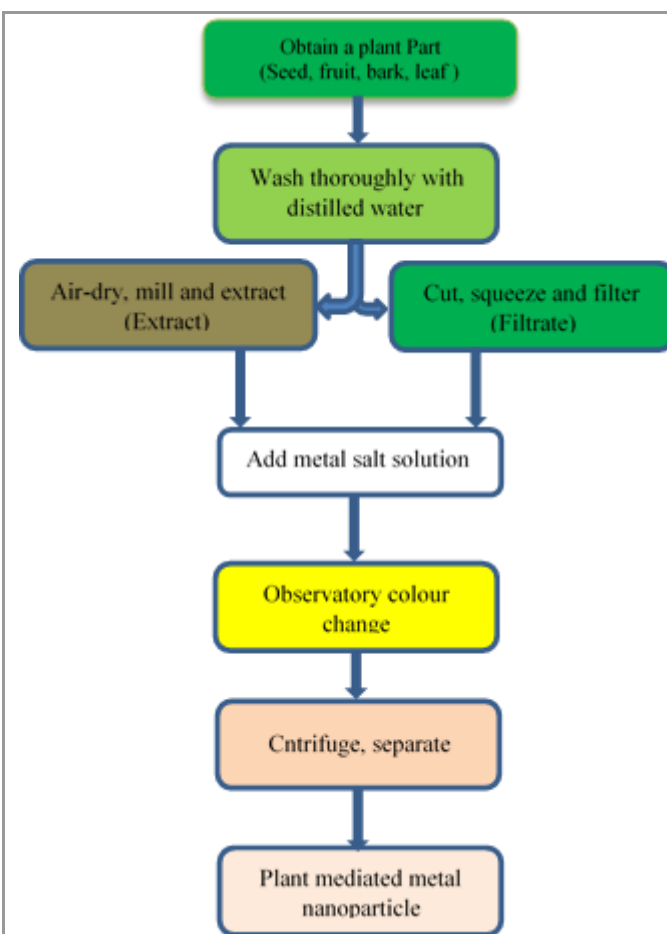 Obtain a plant Part
(Seed, fruit, bark, leaf )
Wash thoroughly with
distilled water
Air-dry, mill and extract
(Extract)
Cut, squeeze and filter
(Filtrate)
Add metal salt solution
Observatory colour
change
Cntrifuge, separate
Plant mediated metal
nanoparticle